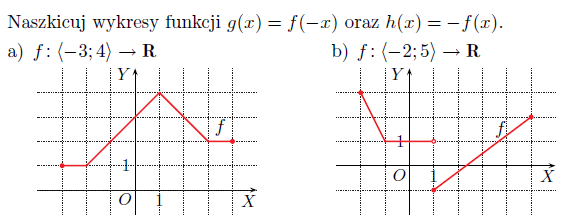 Naszkicuj wykresy funkcji g(x) = f(−x) oraz h(x) = −f(x).
a) f: ⟨−3; 4⟩ → R
b) f: ⟨−2; 5⟩ → R
Y
f
1
O
1
X
Y
f
1
O
1
X